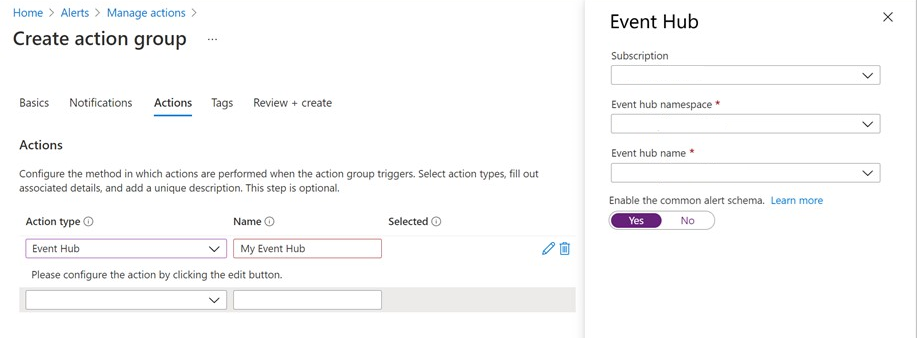 Home > Alerts > Manage actions >
Create action group ...
Basics Notifications Actions Tags Review + create
Actions
Configure the method in which actions are performed when the action group triggers. Select action types, fill out
associated details, and add a unique description. This step is optional.
Action type Name Selected
Event Hub My Event Hub
Please configure the action by clicking the edit button.
Event Hub
Subscription
Event hub namespace *
Event hub name *
Enable the common alert schema. Learn more
Yes No